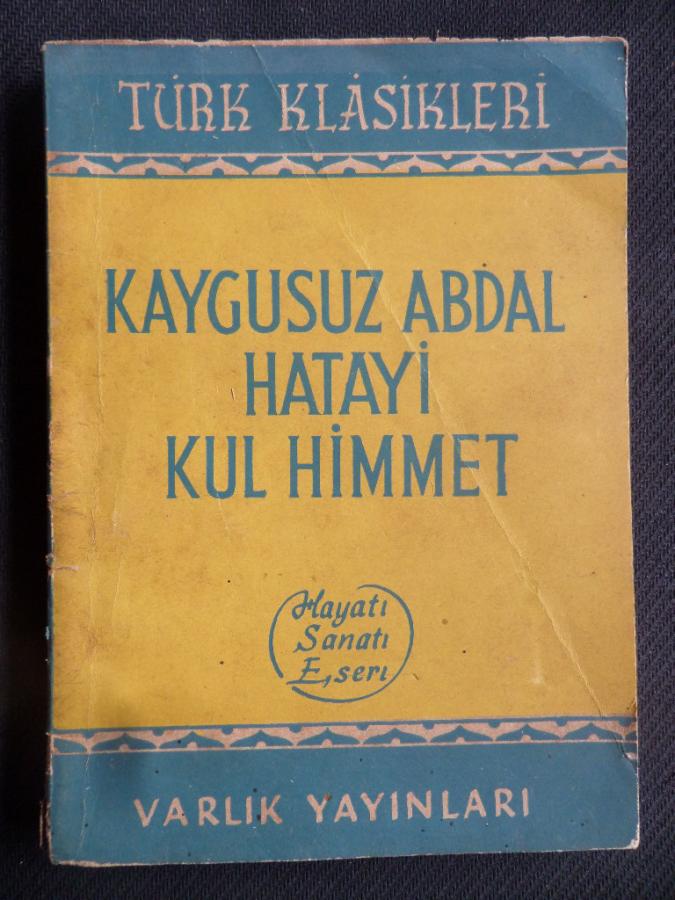 TÜRK KLÂSİKLERİ
KAYGUSUZ ABDAL
HATAYİ
KUL HİMMET
Hayatı
Sanatı
Eseri
VARLIK YAYINLARI